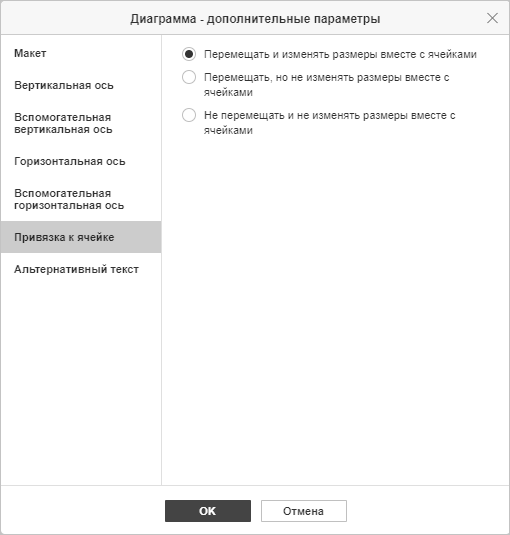 Диаграмма - дополнительные параметры
Макет
Вертикальная ось
Вспомогательная
вертикальная ось
Горизонтальная ось
Вспомогательная
горизонтальная ось
Привязка к ячейке
Альтернативный текст
Перемещать и изменять размеры вместе с ячейками
Перемещать, но не изменять размеры вместе с
ячейками
Не перемещать и не изменять размеры вместе с
ячейками
OK
Отмена